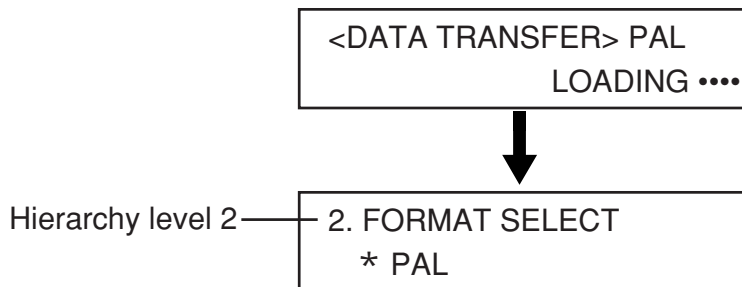 <DATA TRANSFER> PAL
LOADING ••••
Hierarchy level 2
2. FORMAT SELECT
* PAL